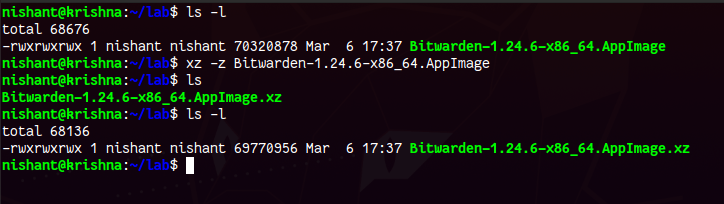 nishant@krishna:~/lab$ ls -l
total 68676
-rwxrwxrwx 1 nishant nishant 70320878 Mar  6 17:37 Bitwarden-1.24.6-x86_64.AppImage
nishant@krishna:~/lab$ xz -z Bitwarden-1.24.6-x86_64.AppImage
nishant@krishna:~/lab$ ls
Bitwarden-1.24.6-x86_64.AppImage.xz
nishant@krishna:~/lab$ ls -l
total 68136
-rwxrwxrwx 1 nishant nishant 69770956 Mar  6 17:37 Bitwarden-1.24.6-x86_64.AppImage.xz
nishant@krishna:~/lab$